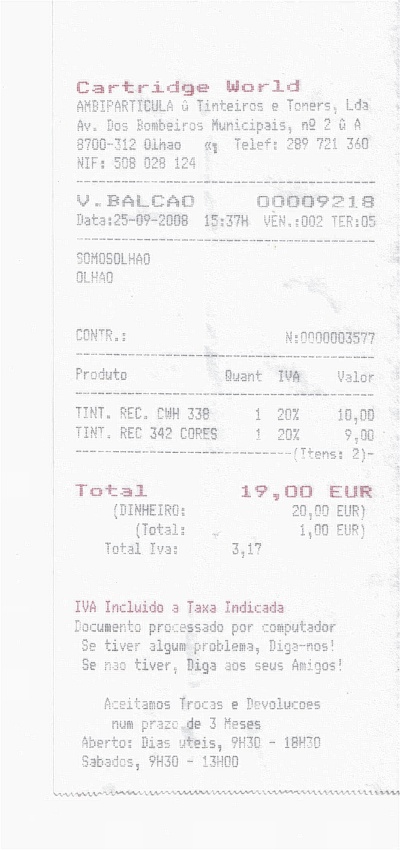 Cartridge World
AMBIPARTICULA û Tinteiros e Toners, Lda
Av. Dos Bombeiros Municipais, nº 2 û A
8700-312 Olhao «¶ Telef: 289 721 360
NIF: 508 028 124
V.BALCAO 00009218
Data:25-09-2008 15:37H VEN.:002 TER:05
SOMOSOLHAO
OLHAO
CONTR.: N:0000003577
Produto Quant IVA Valor
TINT. REC. CWH 338 1 20% 10,00
TINT. REC 342 CORES 1 20% 9,00
(Itens: 2)-
Total 19,00 EUR
(DINHEIRO: 20,00 EUR)
(Total: 1,00 EUR)
Total Iva: 3,17
IVA Incluido a Taxa Indicada
Documento processado por computador
Se tiver algum problema, Diga-nos!
Se nao tiver, Diga aos seus Amigos!
Aceitamos Trocas e Devolucoes
num prazo de 3 Meses
Aberto: Dias uteis, 9H30 - 18H30
Sabados, 9H30 - 13H00